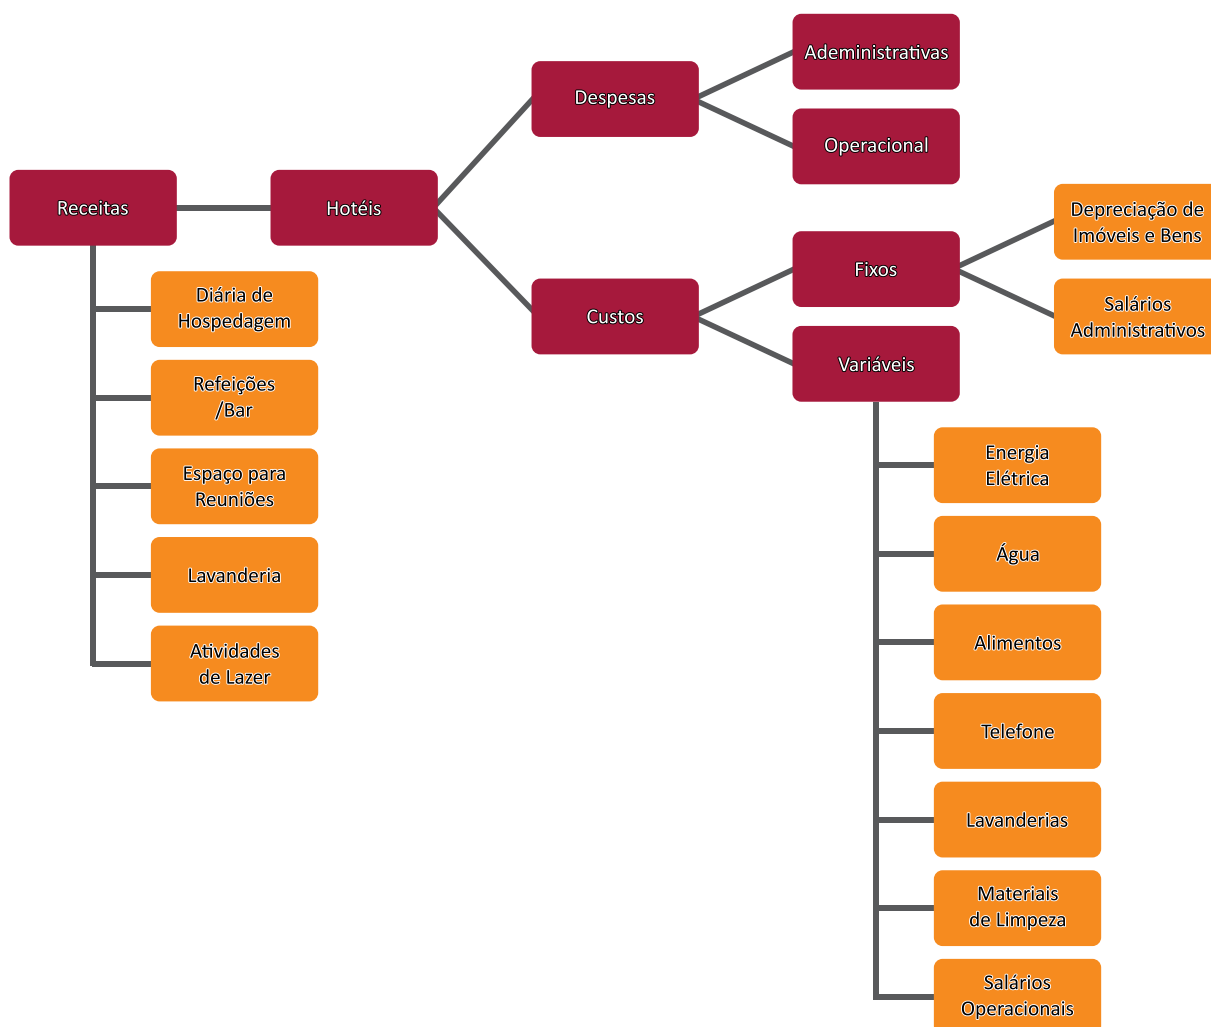 Receitas
Diária de
Hospedagem
Refeições
/Bar
Espaço para
Reuniões
Lavanderia
Atividades
de Lazer
Hotéis
Despesas
Adeministrativas
Operacional
Custos
Fixos
Depreciação de
Imóveis e Bens
Salários
Administrativos
Variáveis
Energia
Elétrica
Água
Alimentos
Telefone
Lavanderias
Materiais
de Limpeza
Salários
Operacionais